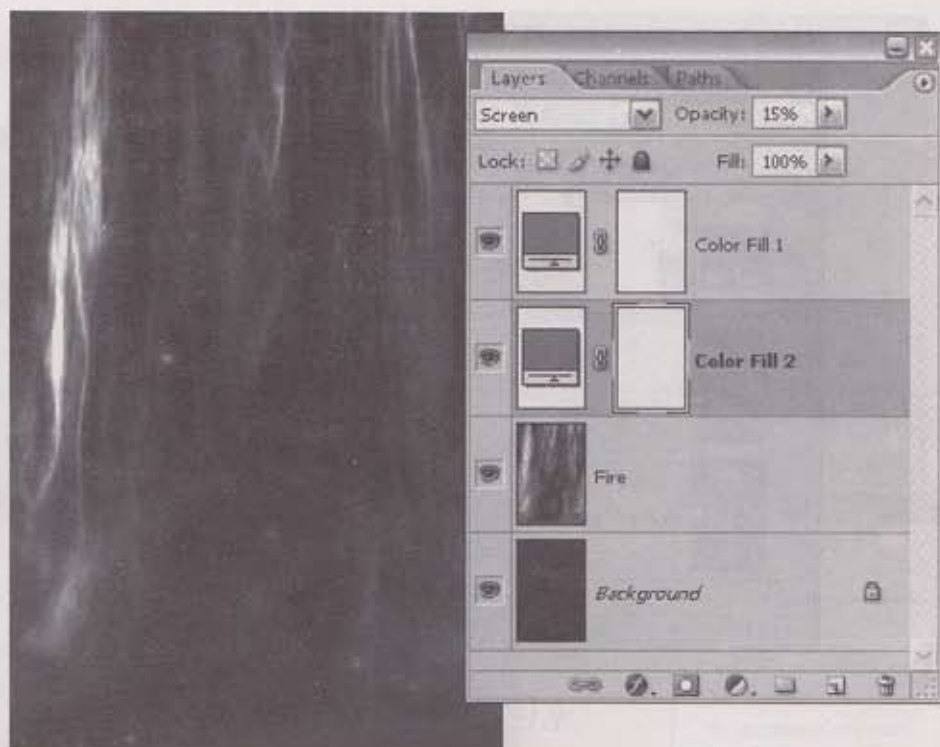 Layers Channels Paths
Screen Opacity: 15%
Lock: Fill: 100%
Color Fill 1
Color Fill 2
Fire
Background